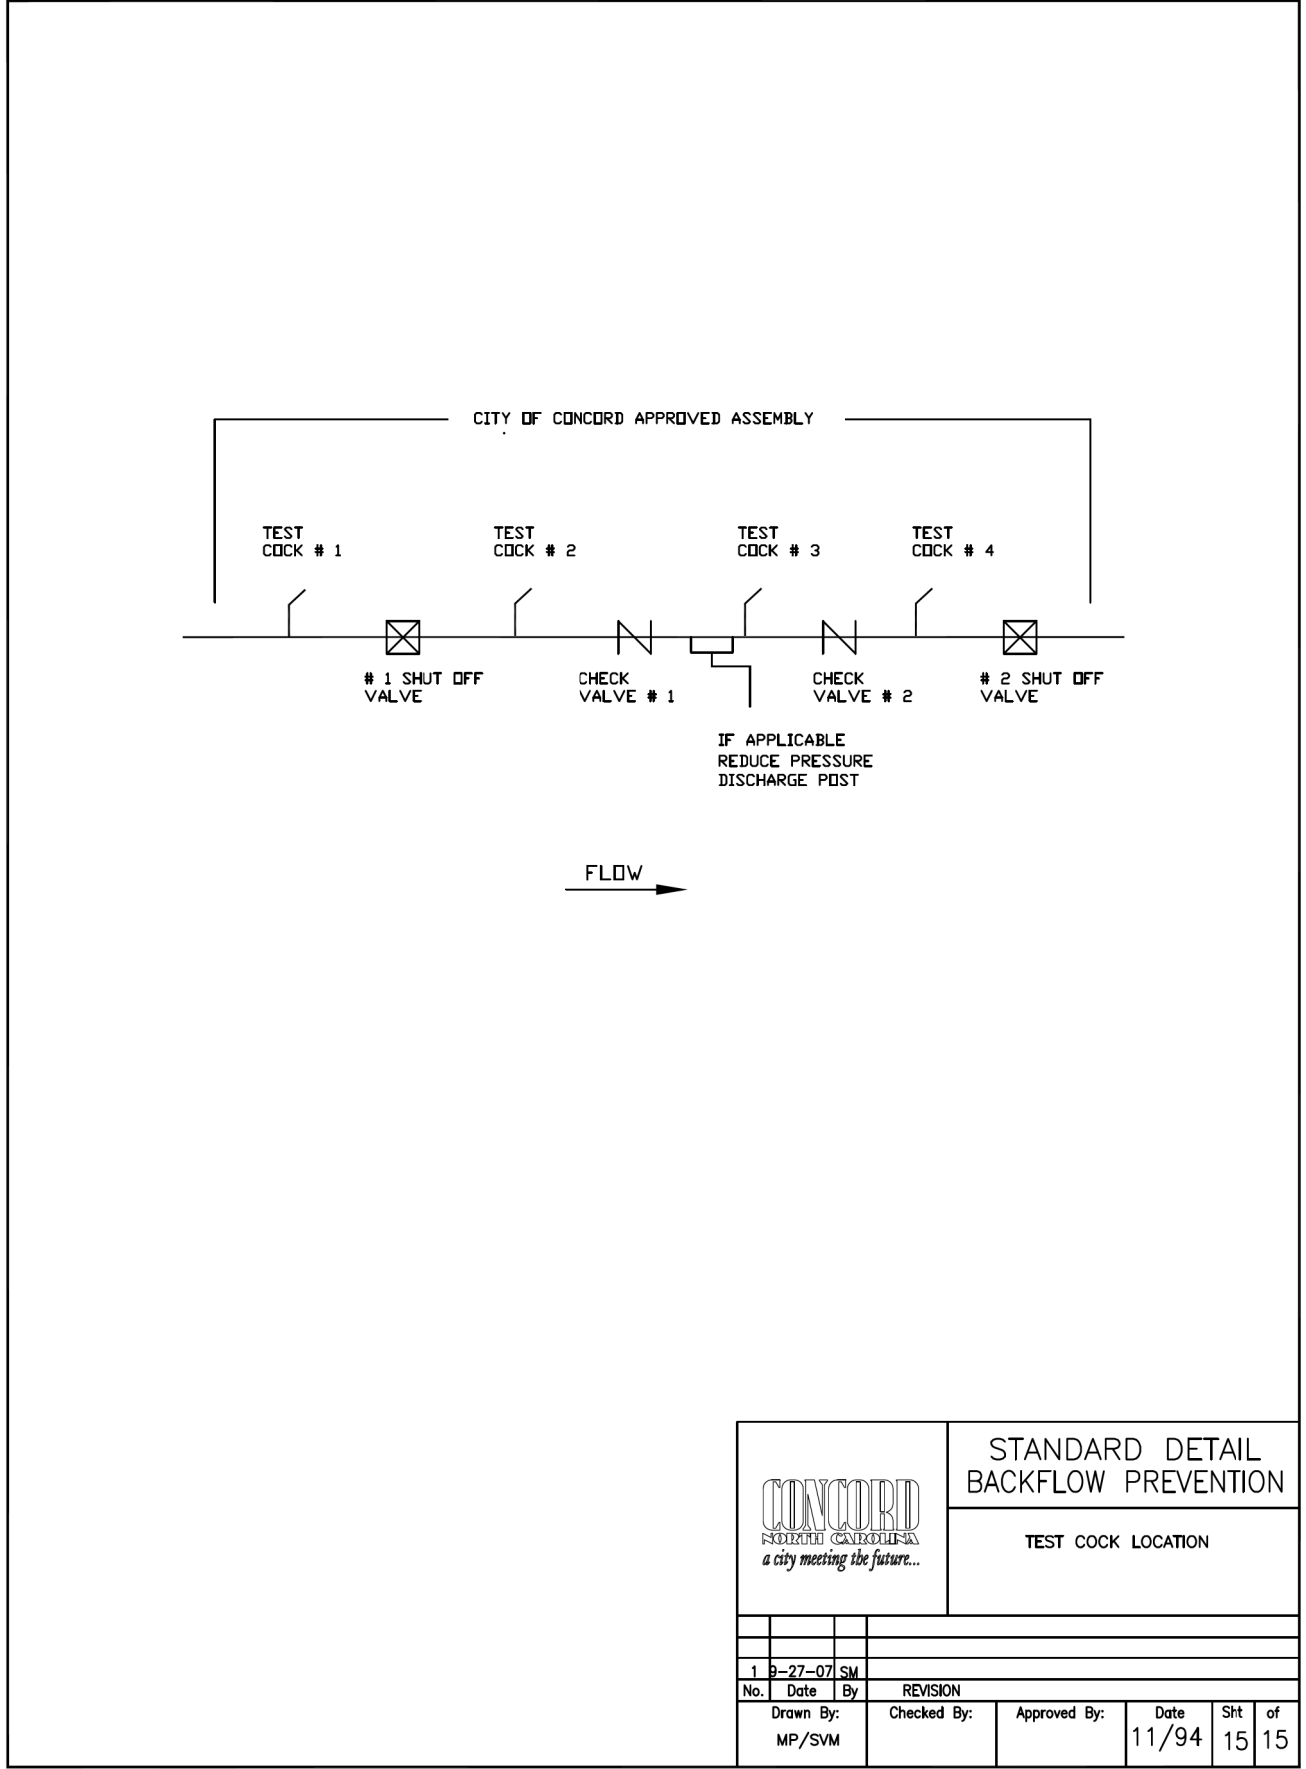 CITY OF CONCORD APPROVED ASSEMBLY
TEST
COCK # 1
TEST
COCK # 2
TEST
COCK # 3
TEST
COCK # 4
# 1 SHUT OFF
VALVE
CHECK
VALVE # 1
CHECK
VALVE # 2
# 2 SHUT OFF
VALVE
IF APPLICABLE
REDUCE PRESSURE
DISCHARGE POST
FLOW
CONCORD
NORTH CAROLINA
a city meeting the future...
STANDARD DETAIL
BACKFLOW PREVENTION
TEST COCK LOCATION
1 9-27-07 SM
No. Date By REVISION
Drawn By: Checked By: Approved By: Date Sht of
MP/SVM 11/94 15 15